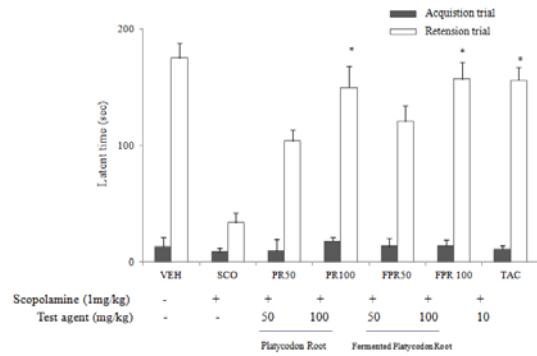 Acquistion trial
Retension trial
200
100
0
Latent time (soc)
*
*
*
VEH SCO PR50 PR100 FPR50 FPR 100 TAC
Scopolamine (1mg/kg) - + + + + + +
Test agent (mg/kg) - - 50 100 50 100 10
Platycodon Root Fermented Platycodon Root